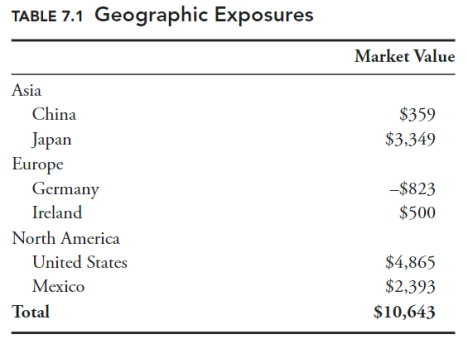 TABLE 7.1 Geographic Exposures
Market Value
Asia
China $359
Japan $3,349
Europe
Germany –$823
Ireland $500
North America
United States $4,865
Mexico $2,393
Total $10,643